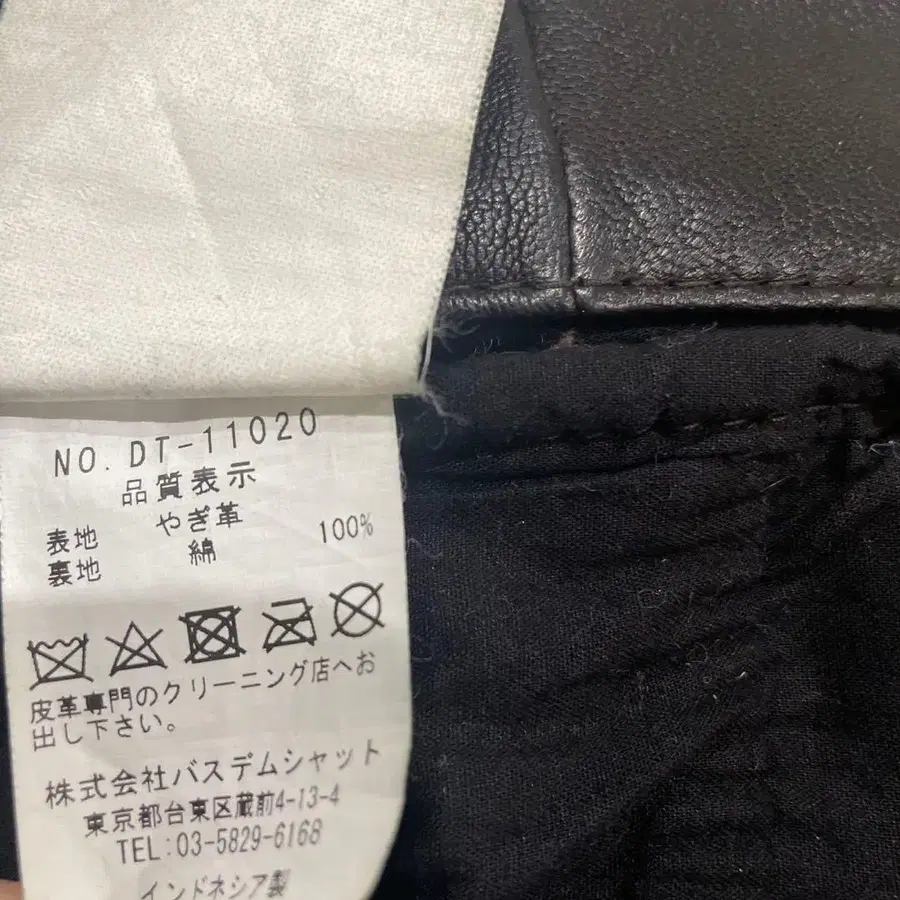 NO. DT-11020
品質表示
表地 やぎ革
裏地 綿 100%
皮革専門のクリーニング店へお
出し下さい。
株式会社バスデムシャット
東京都台東区蔵前4-13-4
TEL:03-5829-6168
インドネシア製